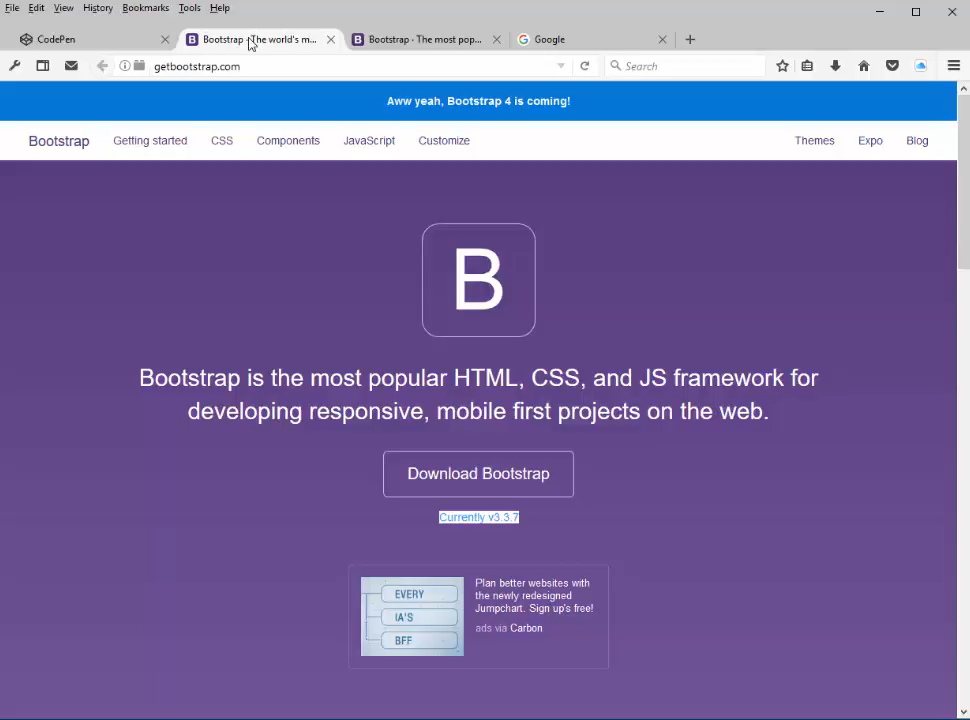 File Edit View History Bookmarks Tools Help
CodePen
Bootstrap · The world's m...
Bootstrap · The most pop...
Google
getbootstrap.com
Search
Aww yeah, Bootstrap 4 is coming!
Bootstrap Getting started CSS Components JavaScript Customize Themes Expo Blog
B
Bootstrap is the most popular HTML, CSS, and JS framework for
developing responsive, mobile first projects on the web.
Download Bootstrap
Currently v3.3.7
EVERY
IA'S
BFF
Plan better websites with
the newly redesigned
Jumpchart. Sign up's free!
ads via Carbon